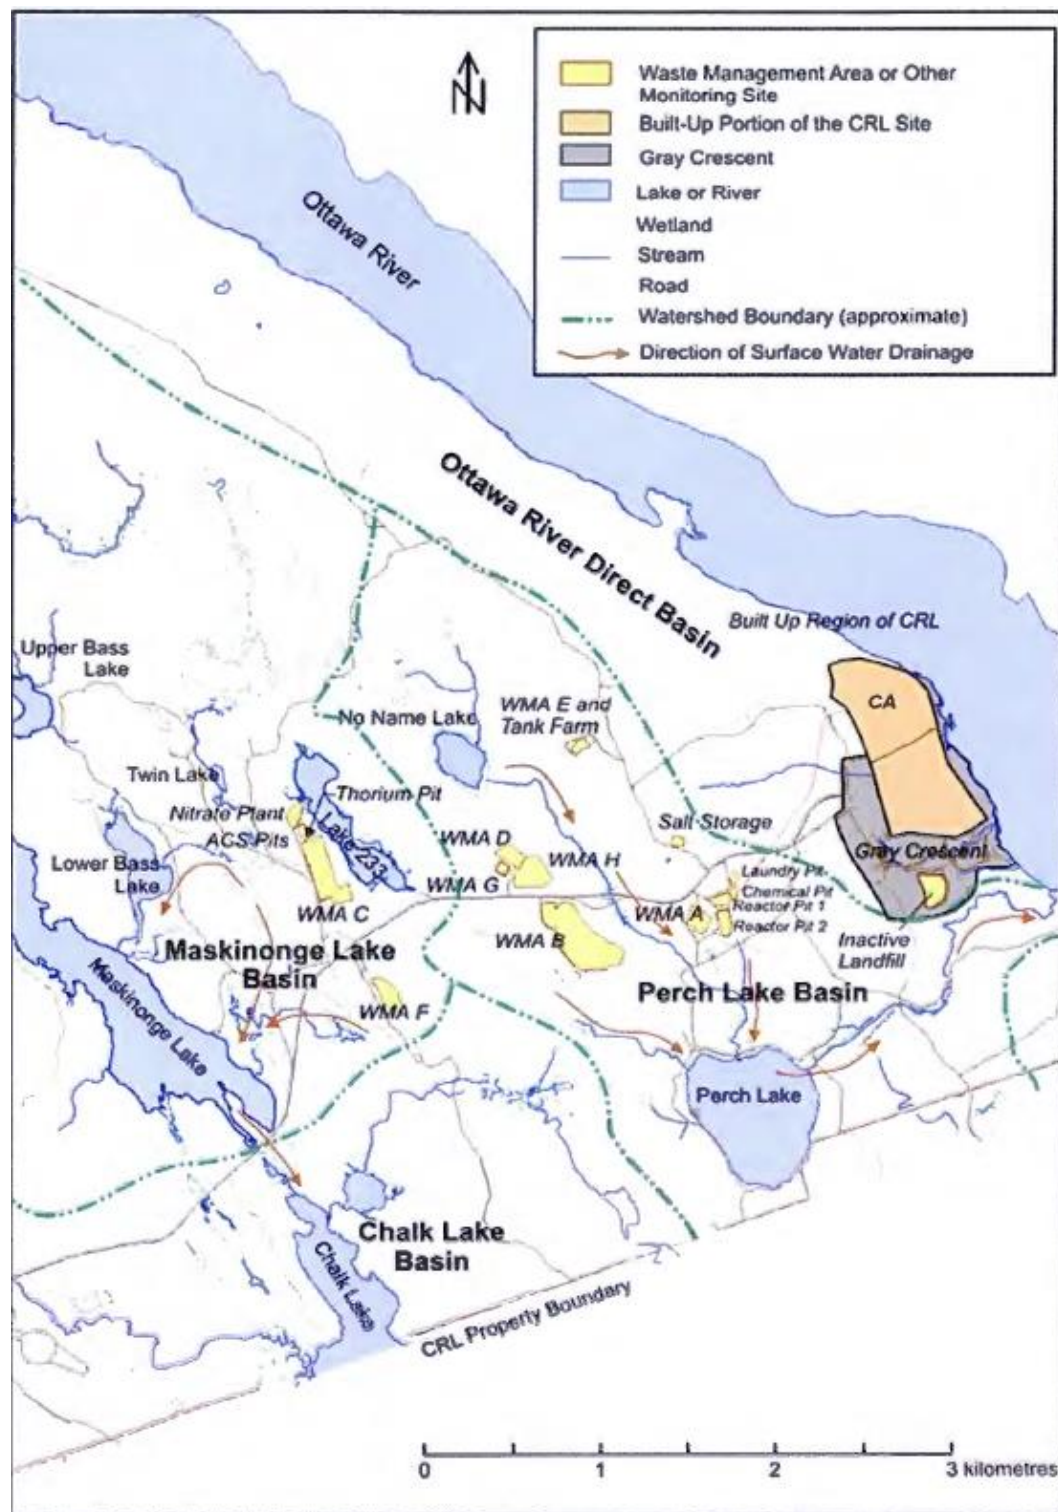 N
Waste Management Area or Other
Monitoring Site
Built-Up Portion of the CRL Site
Gray Crescent
Lake or River
Wetland
Stream
Road
Watershed Boundary (approximate)
Direction of Surface Water Drainage
Ottawa River
Ottawa River Direct Basin
Built Up Region of CRL
CA
Upper Bass
Lake
No Name Lake
WMA E and
Tank Farm
Twin Lake
Thorium Pit
Nitrate Plant
ACS Pits
Lake 233
WMA D
WMA H
Salt Storage
Gray Crescent
Lower Bass
Lake
WMA G
Laundry Pit
Chemical Pit
Reactor Pit 1
Reactor Pit 2
WMA C
WMA A
WMA B
Inactive
Landfill
Maskinonge Lake
Basin
Maskinonge Lake
WMA F
Perch Lake Basin
Perch Lake
Chalk Lake
Basin
Chalk Lake
CRL Property Boundary
0 1 2 3 kilometres